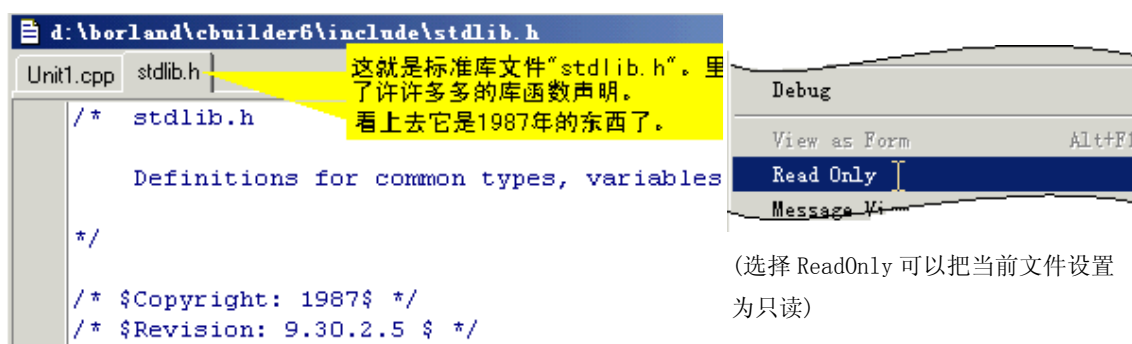 d:\borland\cbuilder6\include\stdlib.h
Unit1.cpp stdlib.h
这就是标准库文件"stdlib.h"。里
了许许多多的库函数声明。
看上去它是1987年的东西了。
/* stdlib.h
Definitions for common types, variables
*/
/* $Copyright: 1987$ */
/* $Revision: 9.30.2.5 $ */
Debug
View as Form Alt+F1
Read Only
Message Vi
(选择 ReadOnly 可以把当前文件设置
为只读)